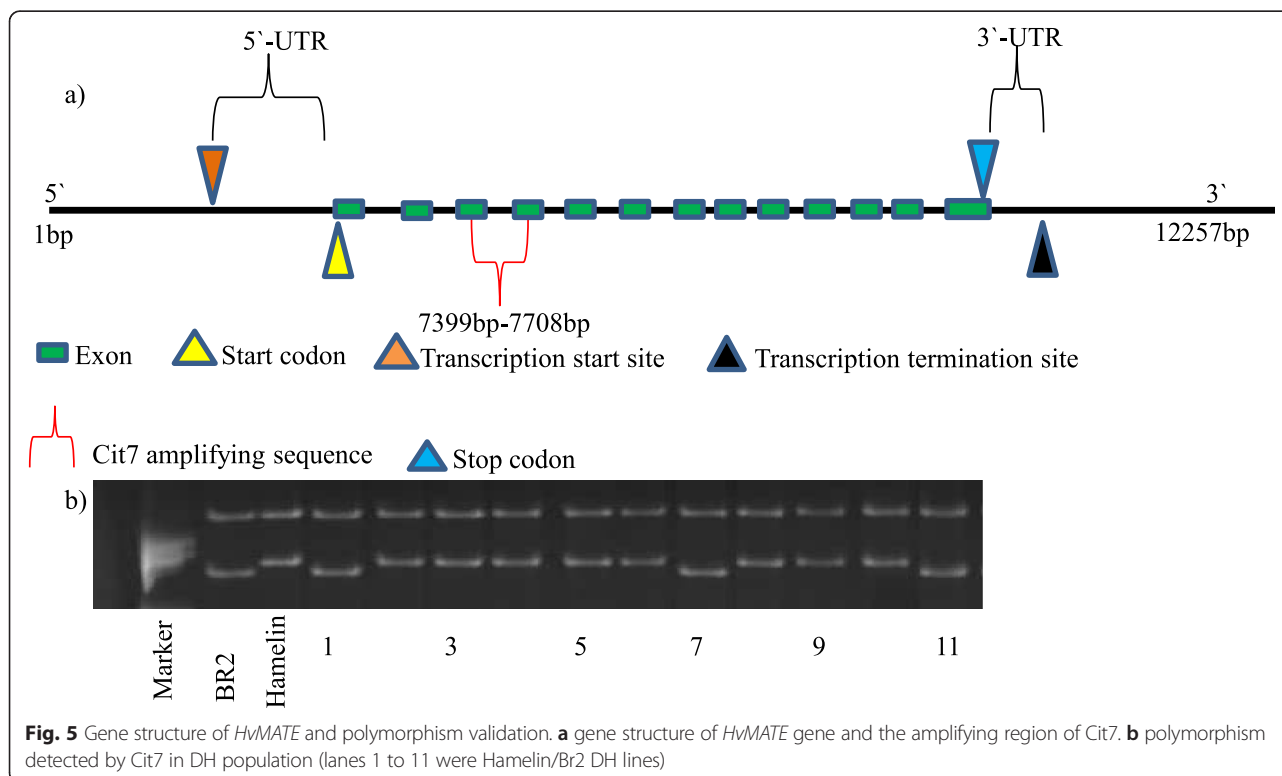 5`-UTR 3`-UTR
a)
5` 3`
1bp 12257bp
7399bp-7708bp
Exon Start codon Transcription start site Transcription termination site
Cit7 amplifying sequence Stop codon
b)
Marker BR2 Hamelin 1 3 5 7 9 11
Fig. 5 Gene structure of HvMATE and polymorphism validation. a gene structure of HvMATE gene and the amplifying region of Cit7. b polymorphism
detected by Cit7 in DH population (lanes 1 to 11 were Hamelin/Br2 DH lines)